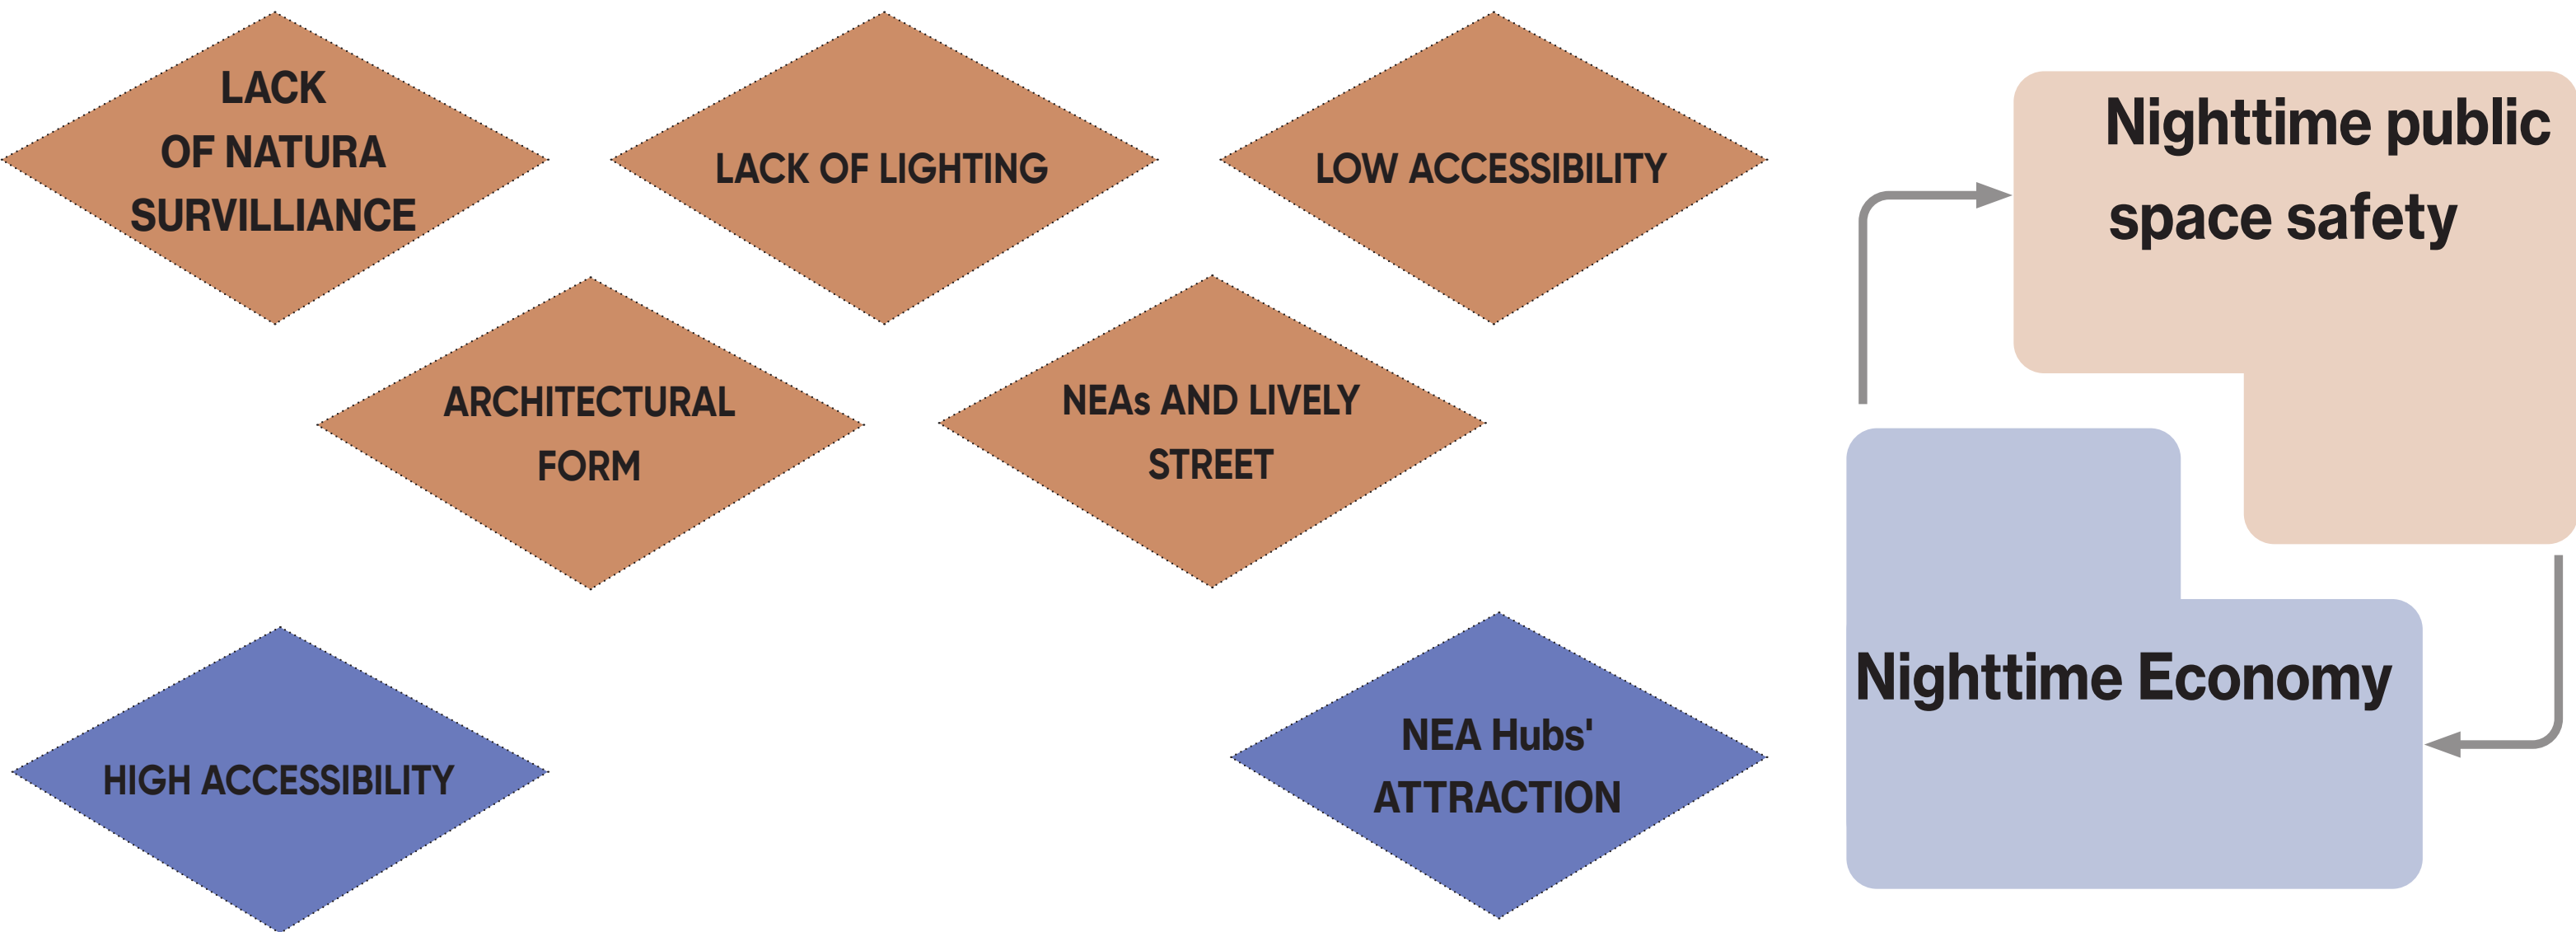 LACK
OF NATURA
SURVILLIANCE
LACK OF LIGHTING
LOW ACCESSIBILITY
ARCHITECTURAL
FORM
NEAs AND LIVELY
STREET
HIGH ACCESSIBILITY
NEA Hubs'
ATTRACTION
Nighttime public
space safety
Nighttime Economy